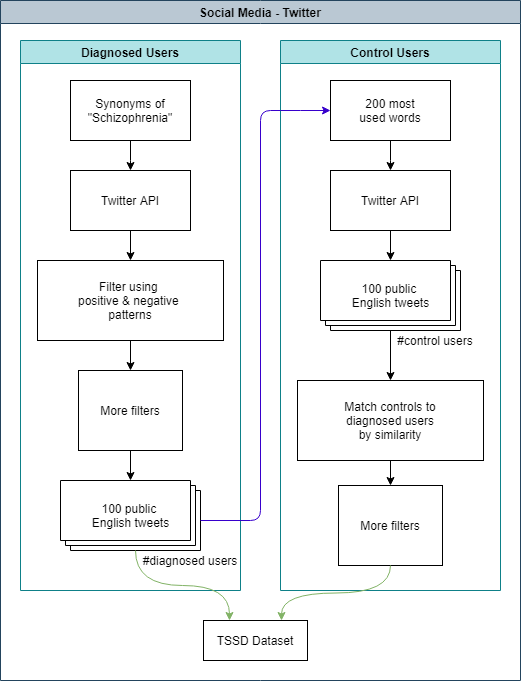 Social Media - Twitter
Diagnosed Users
Synonyms of
"Schizophrenia"
Twitter API
Filter using
positive & negative
patterns
More filters
100 public
English tweets
#diagnosed users
Control Users
200 most
used words
Twitter API
100 public
English tweets
#control users
Match controls to
diagnosed users
by similarity
More filters
TSSD Dataset